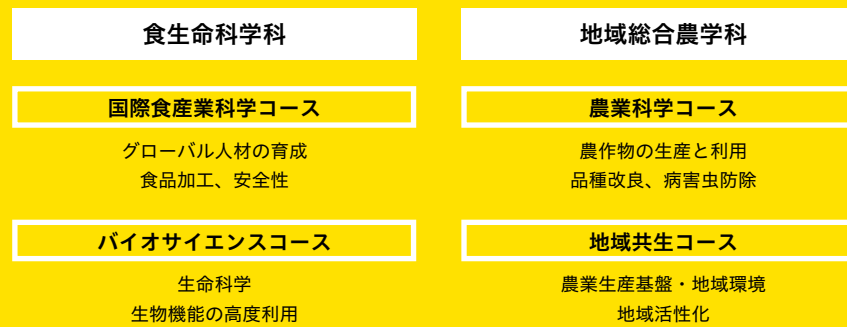 食生命科学科
国際食産業科学コース
グローバル人材の育成
食品加工、安全性
バイオサイエンスコース
生命科学
生物機能の高度利用
地域総合農学科
農業科学コース
農作物の生産と利用
品種改良、病害虫防除
地域共生コース
農業生産基盤・地域環境
地域活性化